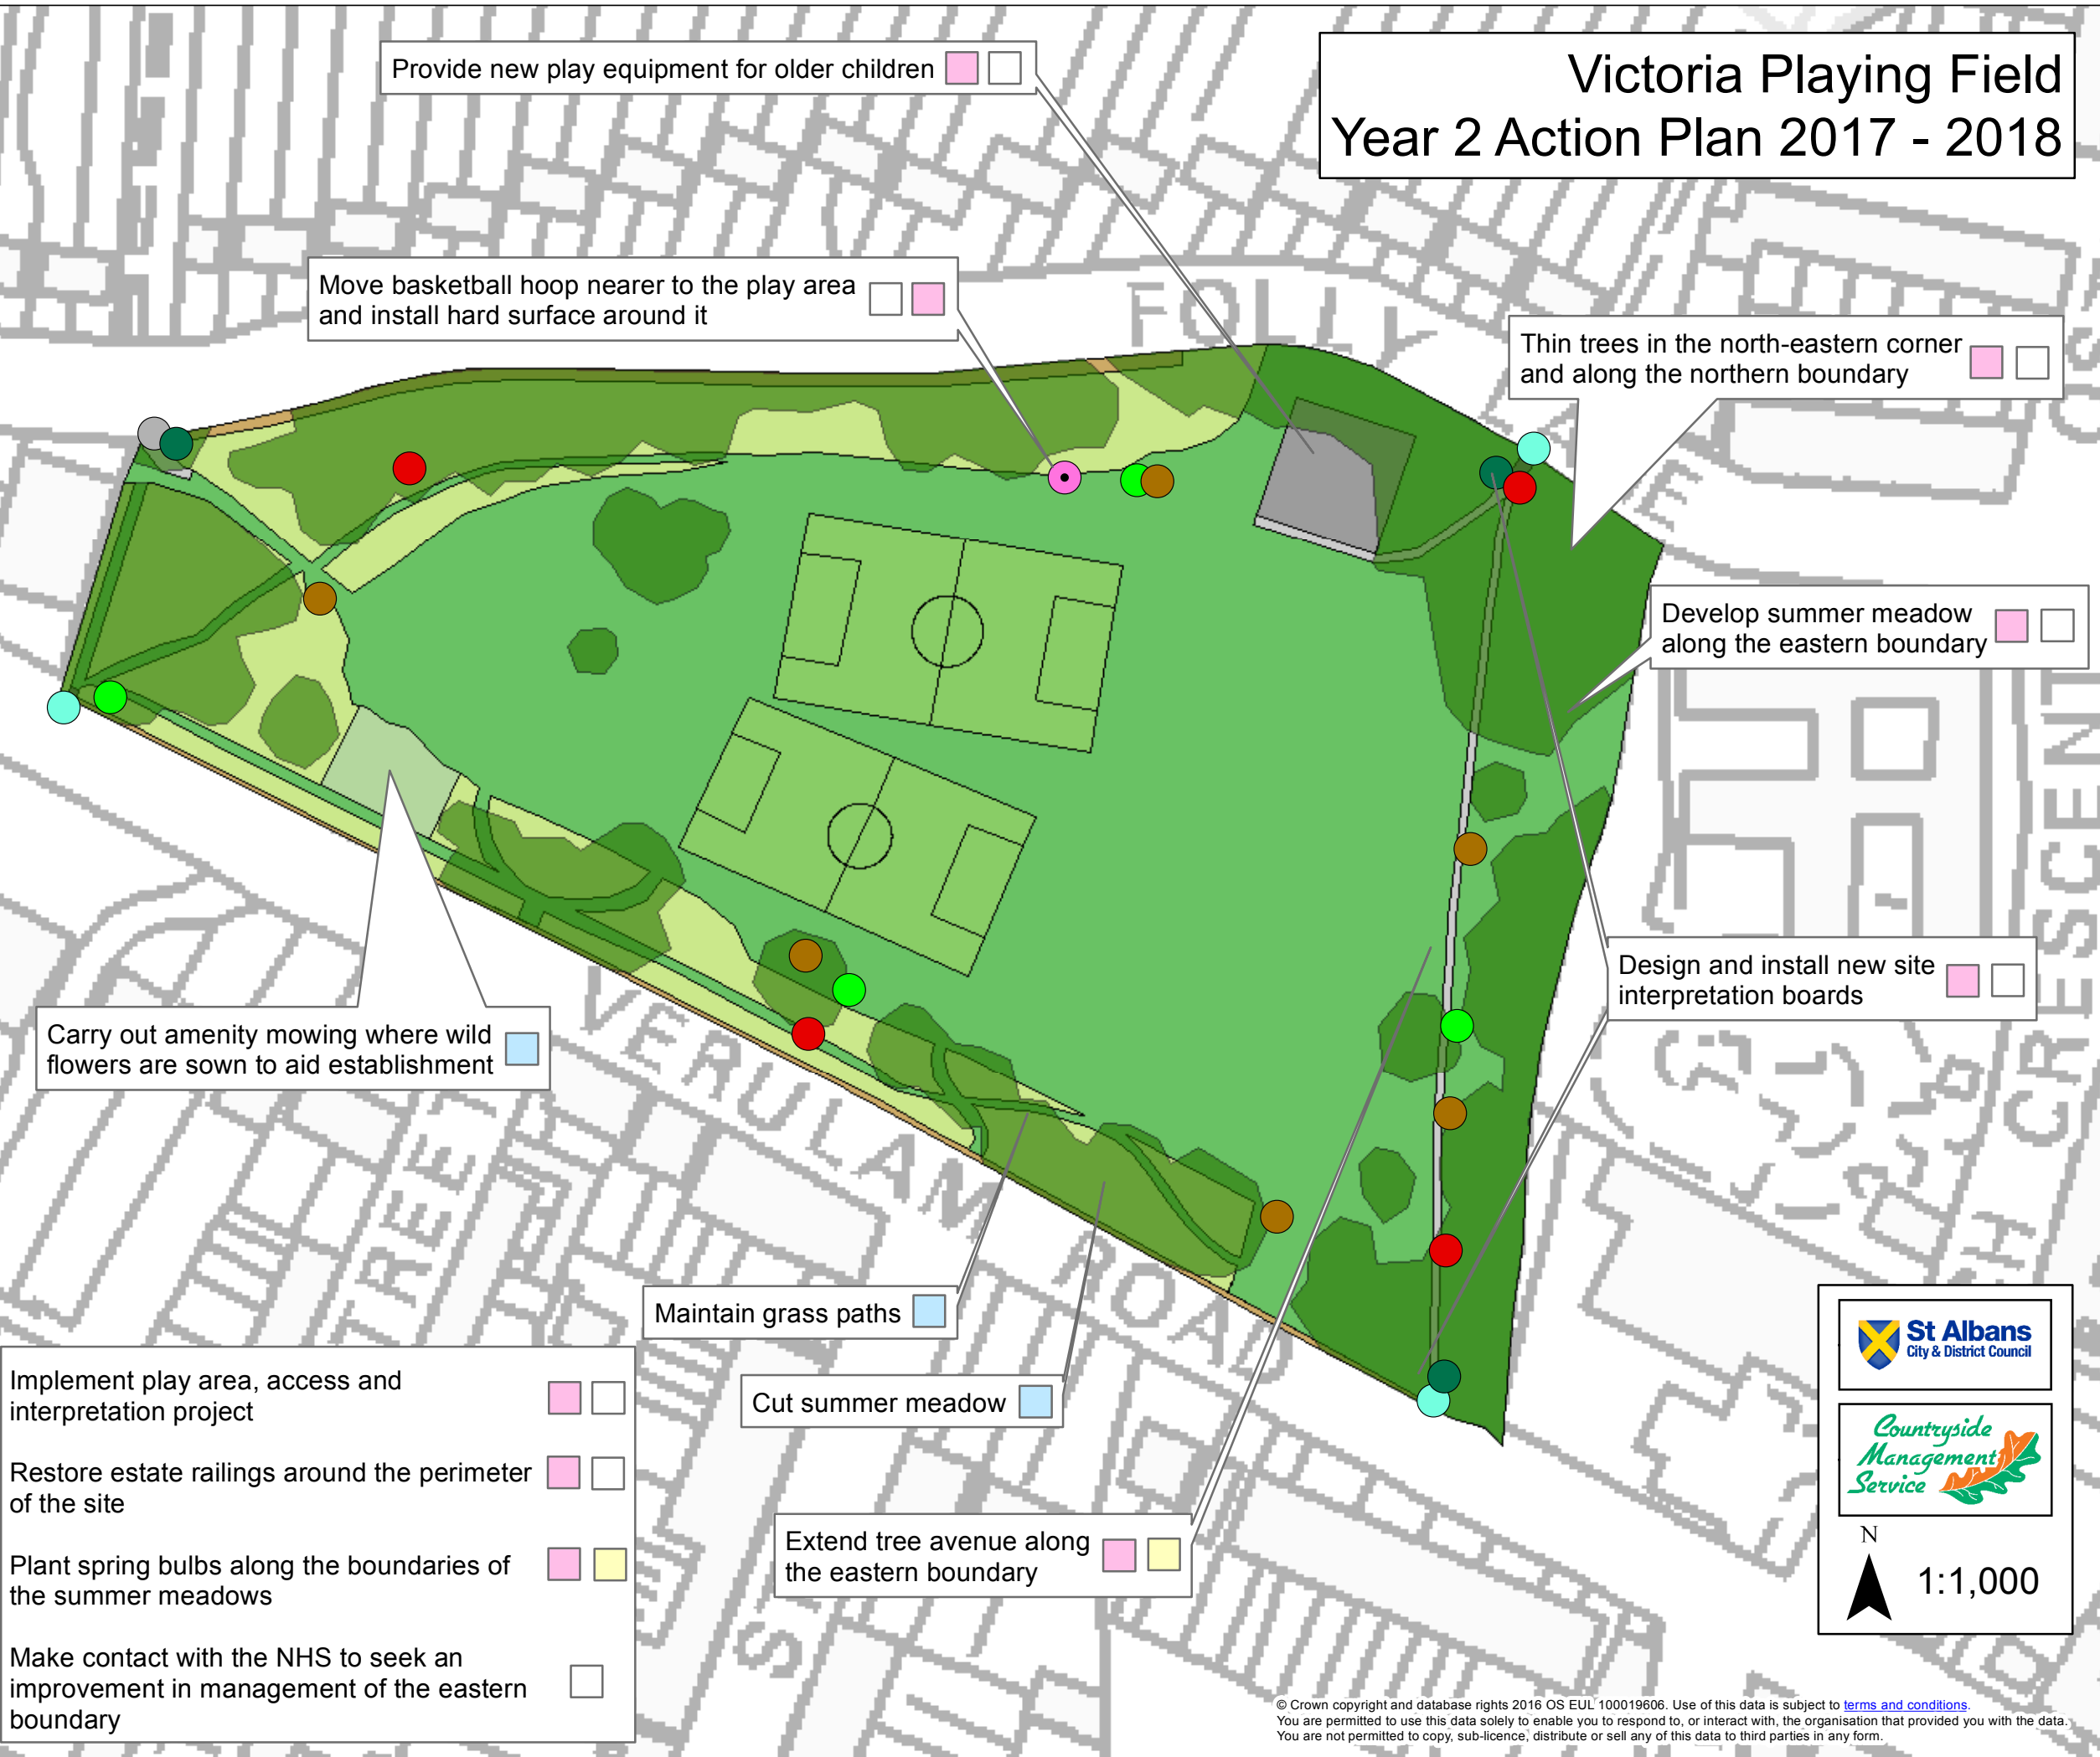 Victoria Playing Field
Year 2 Action Plan 2017 - 2018
Provide new play equipment for older children
Move basketball hoop nearer to the play area
and install hard surface around it
Thin trees in the north-eastern corner
and along the northern boundary
Develop summer meadow
along the eastern boundary
Design and install new site
interpretation boards
Carry out amenity mowing where wild
flowers are sown to aid establishment
Maintain grass paths
Cut summer meadow
Extend tree avenue along
the eastern boundary
Implement play area, access and
interpretation project
Restore estate railings around the perimeter
of the site
Plant spring bulbs along the boundaries of
the summer meadows
Make contact with the NHS to seek an
improvement in management of the eastern
boundary
FOLLY
VERULAM ROAD
CRESCENT
St Albans
City & District Council
Countryside
Management
Service
N
1:1,000
© Crown copyright and database rights 2016 OS EUL 100019606. Use of this data is subject to terms and conditions.
You are permitted to use this data solely to enable you to respond to, or interact with, the organisation that provided you with the data.
You are not permitted to copy, sub-licence, distribute or sell any of this data to third parties in any form.